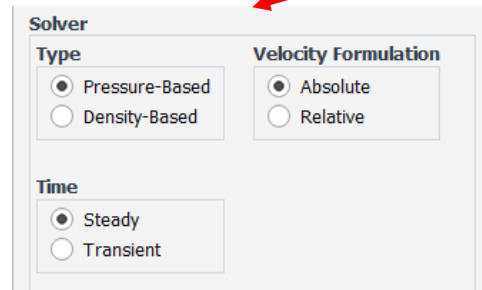 Solver
Type
Pressure-Based
Density-Based
Velocity Formulation
Absolute
Relative
Time
Steady
Transient